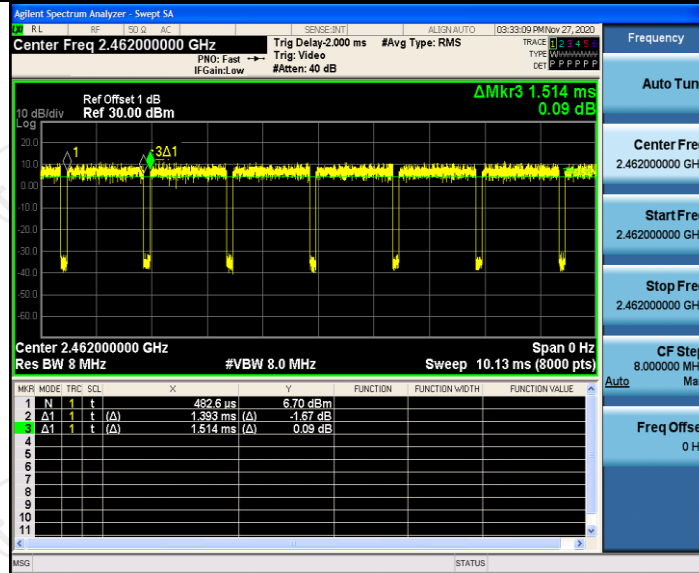 Agilent Spectrum Analyzer - Swept SA
RL RF 50 Ω AC SENSE:INT ALIGN AUTO 03:33:09 PM Nov 27, 2020
Center Freq 2.462000000 GHz
PNO: Fast
IFGain:Low
Trig Delay-2.000 ms
Trig: Video
#Atten: 40 dB
#Avg Type: RMS
TRACE 1 2 3 4 5 6
TYPE
DET P P P P P P
Ref Offset 1 dB
10 dB/div Ref 30.00 dBm
Log
ΔMkr3 1.514 ms
0.09 dB
20.0
10.0
0.00
-10.0
-20.0
-30.0
-40.0
-50.0
-60.0
1
3Δ1
Center 2.462000000 GHz Span 0 Hz
Res BW 8 MHz #VBW 8.0 MHz Sweep 10.13 ms (8000 pts)
MKR MODE TRC SCL X Y FUNCTION FUNCTION WIDTH FUNCTION VALUE
1 N 1 t 482.6 us 6.70 dBm
2 Δ1 1 t (Δ) 1.393 ms (Δ) -1.67 dB
3 Δ1 1 t (Δ) 1.514 ms (Δ) 0.09 dB
4
5
6
7
8
9
10
11
MSG STATUS
Frequency
Auto Tun
Center Fre
2.462000000 GH
Start Fre
2.462000000 GH
Stop Fre
2.462000000 GH
CF Ste
8.000000 MH
Auto Ma
Freq Offse
0 H